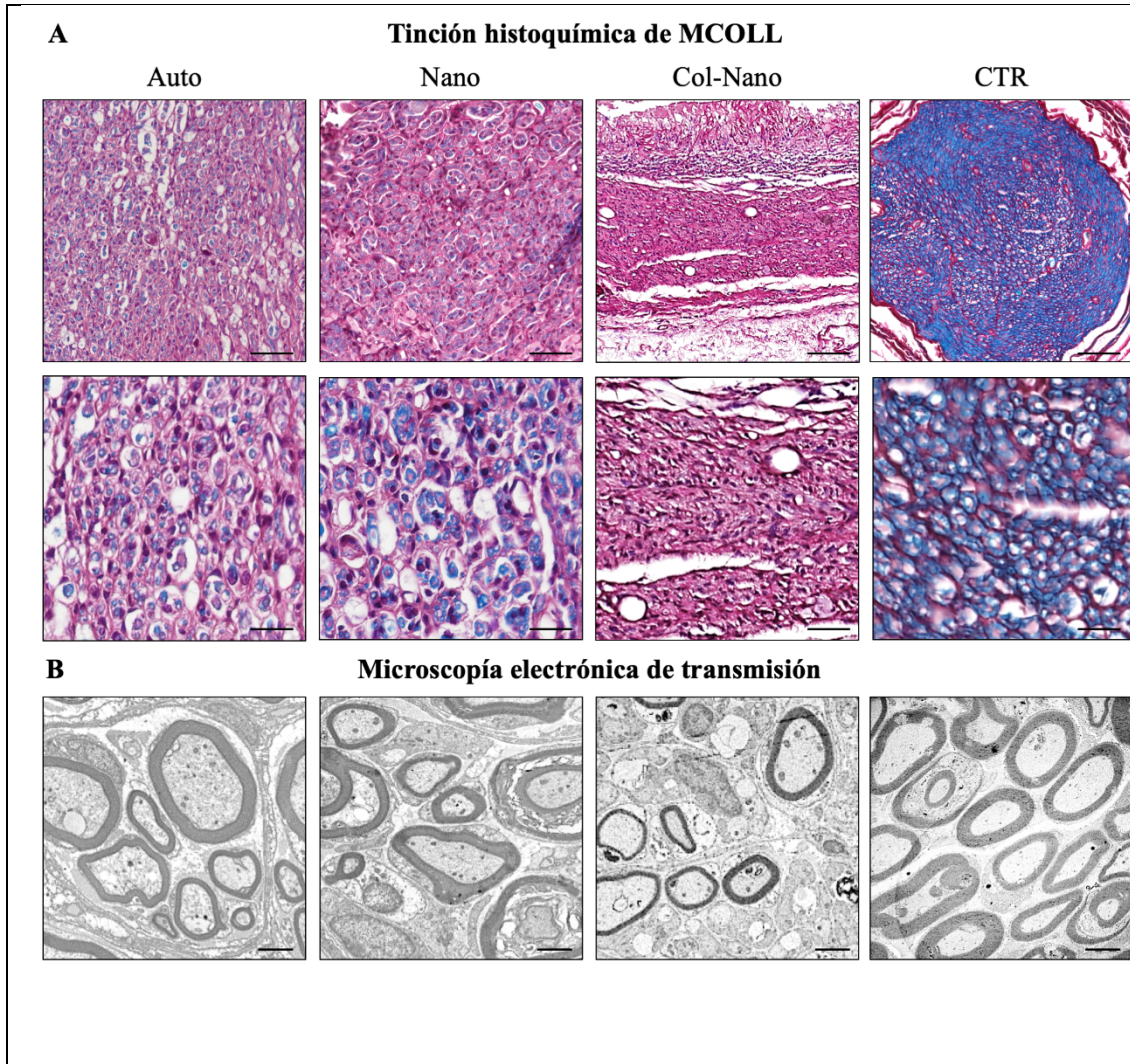 A
Tinción histoquímica de MCOLL
Auto Nano Col-Nano CTR
B
Microscopía electrónica de transmisión